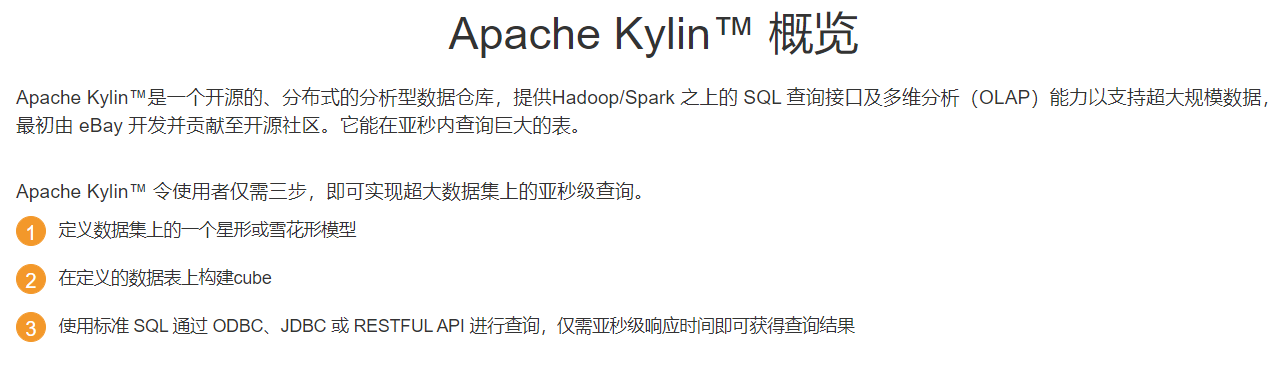 Apache Kylin™ 概览
Apache Kylin™是一个开源的、分布式的分析型数据仓库，提供Hadoop/Spark 之上的 SQL 查询接口及多维分析（OLAP）能力以支持超大规模数据，
最初由 eBay 开发并贡献至开源社区。它能在亚秒内查询巨大的表。
Apache Kylin™ 令使用者仅需三步，即可实现超大数据集上的亚秒级查询。
1 定义数据集上的一个星形或雪花形模型
2 在定义的数据表上构建cube
3 使用标准 SQL 通过 ODBC、JDBC 或 RESTFUL API 进行查询，仅需亚秒级响应时间即可获得查询结果